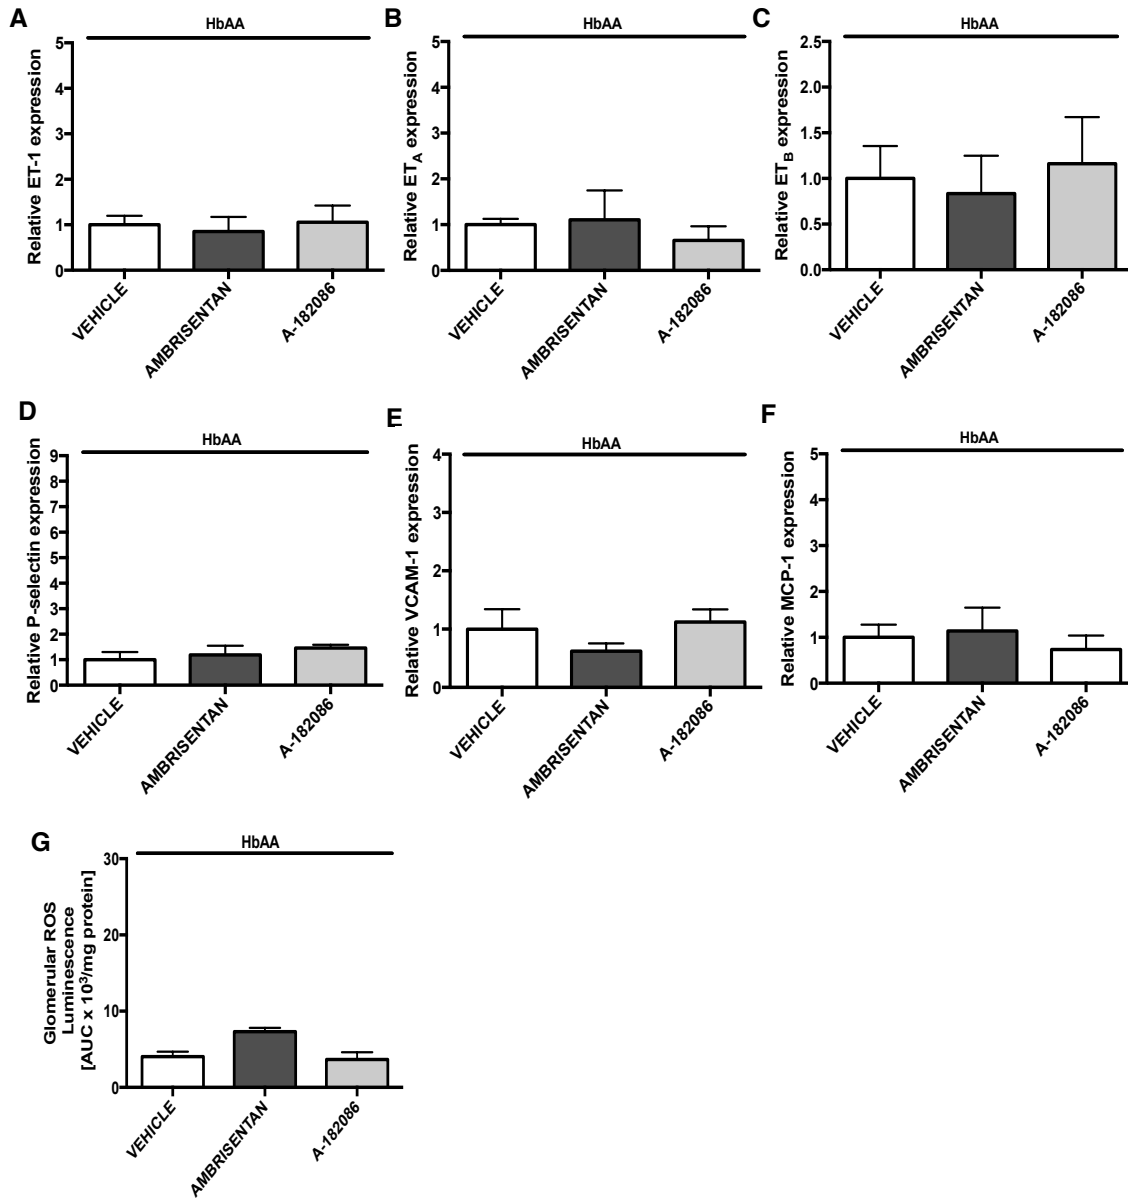 A
HbAA
Relative ET-1 expression
5
4
3
2
1
0
VEHICLE
AMBRISENTAN
A-182086
B
HbAA
Relative ETA expression
5
4
3
2
1
0
VEHICLE
AMBRISENTAN
A-182086
C
HbAA
Relative ETB expression
2.5
2.0
1.5
1.0
0.5
0.0
VEHICLE
AMBRISENTAN
A-182086
D
HbAA
Relative P-selectin expression
9
8
7
6
5
4
3
2
1
0
VEHICLE
AMBRISENTAN
A-182086
E
HbAA
Relative VCAM-1 expression
4
3
2
1
0
VEHICLE
AMBRISENTAN
A-182086
F
HbAA
Relative MCP-1 expression
5
4
3
2
1
0
VEHICLE
AMBRISENTAN
A-182086
G
HbAA
Glomerular ROS
Luminescence
[AUC x 10³/mg protein]
30
20
10
0
VEHICLE
AMBRISENTAN
A-182086